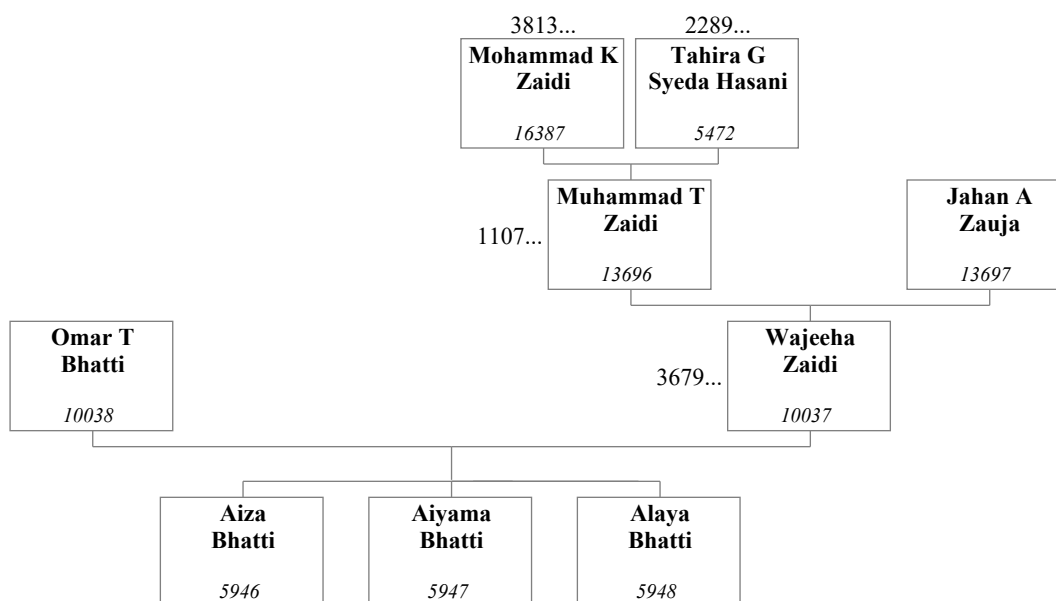 3813...
2289...
Mohammad K
Zaidi
16387
Tahira G
Syeda Hasani
5472
1107...
Muhammad T
Zaidi
13696
Jahan A
Zauja
13697
Omar T
Bhatti
10038
3679...
Wajeeha
Zaidi
10037
Aiza
Bhatti
5946
Aiyama
Bhatti
5947
Alaya
Bhatti
5948